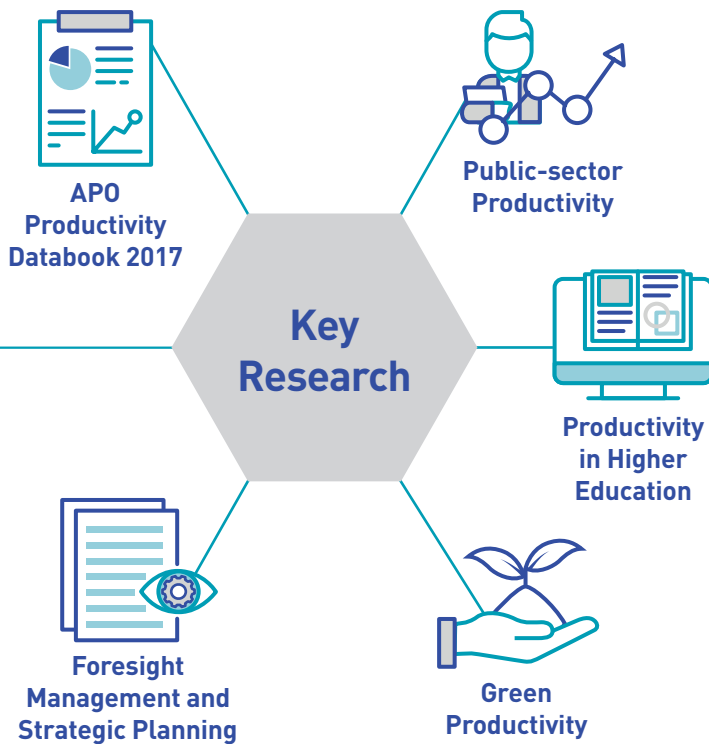 APO
Productivity
Databook 2017
Public-sector
Productivity
Key
Research
Productivity
in Higher
Education
Foresight
Management and
Strategic Planning
Green
Productivity